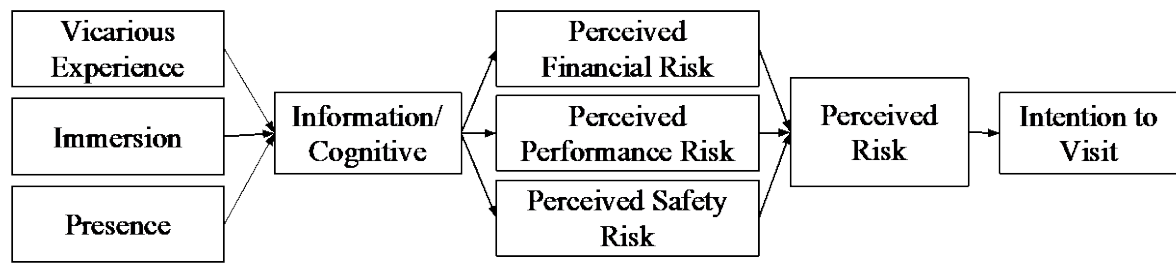 Vicarious
Experience
Immersion
Presence
Information/
Cognitive
Perceived
Financial Risk
Perceived
Performance Risk
Perceived Safety
Risk
Perceived
Risk
Intention to
Visit